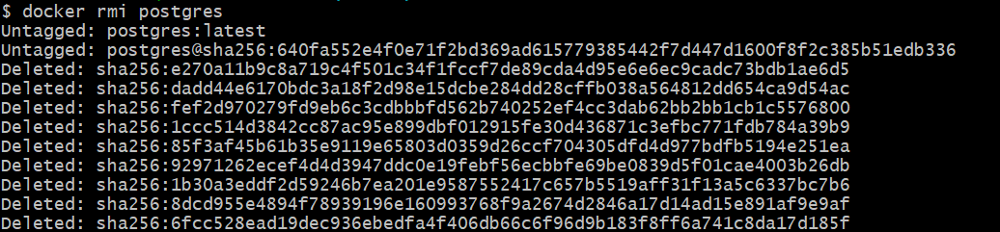 $ docker rmi postgres
Untagged: postgres:latest
Untagged: postgres@sha256:640fa552e4f0e71f2bd369ad615779385442f7d447d1600f8f2c385b51edb336
Deleted: sha256:e270a11b9c8a719c4f501c34f1fccf7de89cda4d95e6e6ec9cadc73bdb1ae6d5
Deleted: sha256:dadd44e6170bdc3a18f2d98e15dcbe284dd28cffb038a564812dd654ca9d54ac
Deleted: sha256:fef2d970279fd9eb6c3cdbbbfd562b740252ef4cc3dab62bb2bb1cb1c5576800
Deleted: sha256:1ccc514d3842cc87ac95e899dbf012915fe30d436871c3efbc771fdb784a39b9
Deleted: sha256:85f3af45b61b35e9119e65803d0359d26ccf704305dfd4d977bdfb5194e251ea
Deleted: sha256:92971262ecef4d4d3947ddc0e19febf56ecbbfe69be0839d5f01cae4003b26db
Deleted: sha256:1b30a3eddf2d59246b7ea201e9587552417c657b5519aff31f13a5c6337bc7b6
Deleted: sha256:8dcd955e4894f78939196e160993768f9a2674d2846a17d14ad15e891af9e9af
Deleted: sha256:6fcc528ead19dec936ebedfa4f406db66c6f96d9b183f8ff6a741c8da17d185f